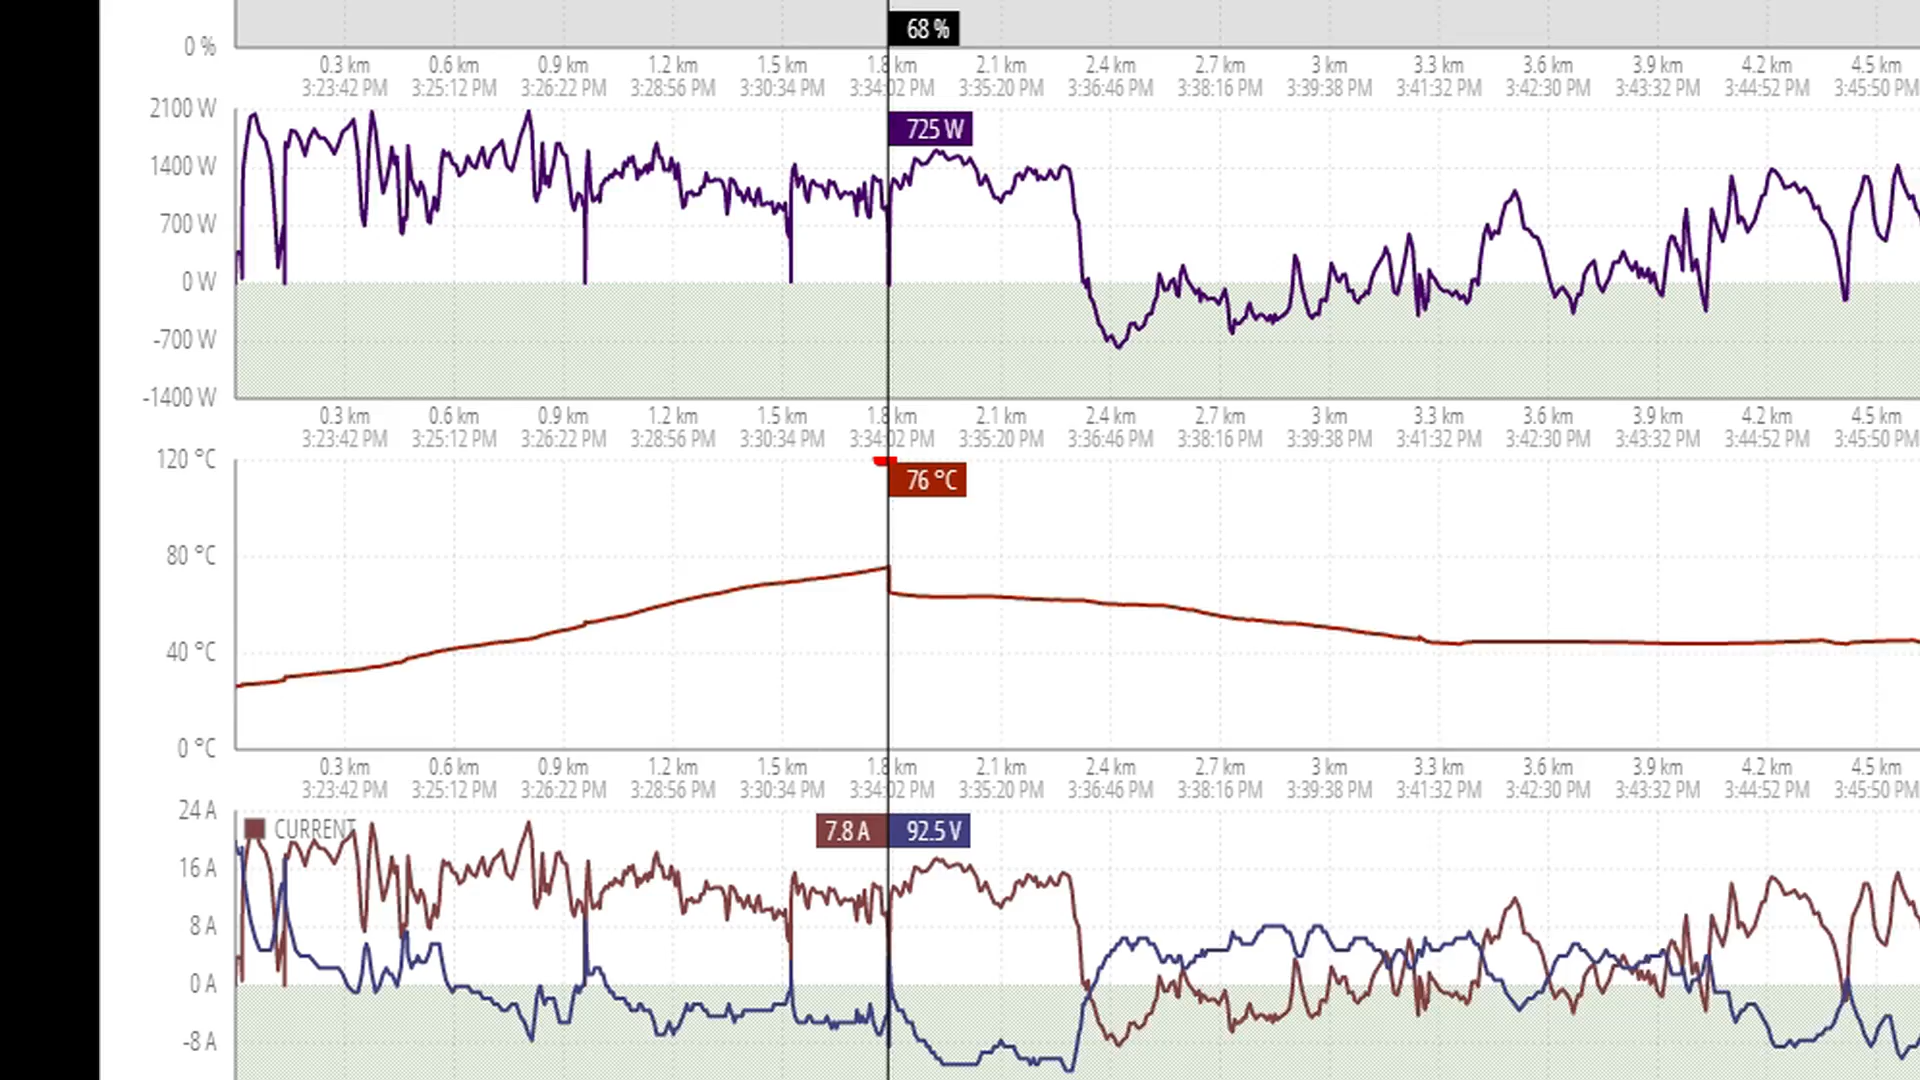 68 %
0 %
0.3 km 0.6 km 0.9 km 1.2 km 1.5 km 1.8 km 2.1 km 2.4 km 2.7 km 3 km 3.3 km 3.6 km 3.9 km 4.2 km 4.5 km
3:23:42 PM 3:25:12 PM 3:26:22 PM 3:28:56 PM 3:30:34 PM 3:34:02 PM 3:35:20 PM 3:36:46 PM 3:38:16 PM 3:39:38 PM 3:41:32 PM 3:42:30 PM 3:43:32 PM 3:44:52 PM 3:45:50 PM
2100 W
725 W
1400 W
700 W
0 W
-700 W
-1400 W
0.3 km 0.6 km 0.9 km 1.2 km 1.5 km 1.8 km 2.1 km 2.4 km 2.7 km 3 km 3.3 km 3.6 km 3.9 km 4.2 km 4.5 km
3:23:42 PM 3:25:12 PM 3:26:22 PM 3:28:56 PM 3:30:34 PM 3:34:02 PM 3:35:20 PM 3:36:46 PM 3:38:16 PM 3:39:38 PM 3:41:32 PM 3:42:30 PM 3:43:32 PM 3:44:52 PM 3:45:50 PM
120 °C
76 °C
80 °C
40 °C
0 °C
0.3 km 0.6 km 0.9 km 1.2 km 1.5 km 1.8 km 2.1 km 2.4 km 2.7 km 3 km 3.3 km 3.6 km 3.9 km 4.2 km 4.5 km
3:23:42 PM 3:25:12 PM 3:26:22 PM 3:28:56 PM 3:30:34 PM 3:34:02 PM 3:35:20 PM 3:36:46 PM 3:38:16 PM 3:39:38 PM 3:41:32 PM 3:42:30 PM 3:43:32 PM 3:44:52 PM 3:45:50 PM
24 A
CURRENT 7.8 A 92.5 V
16 A
8 A
0 A
-8 A